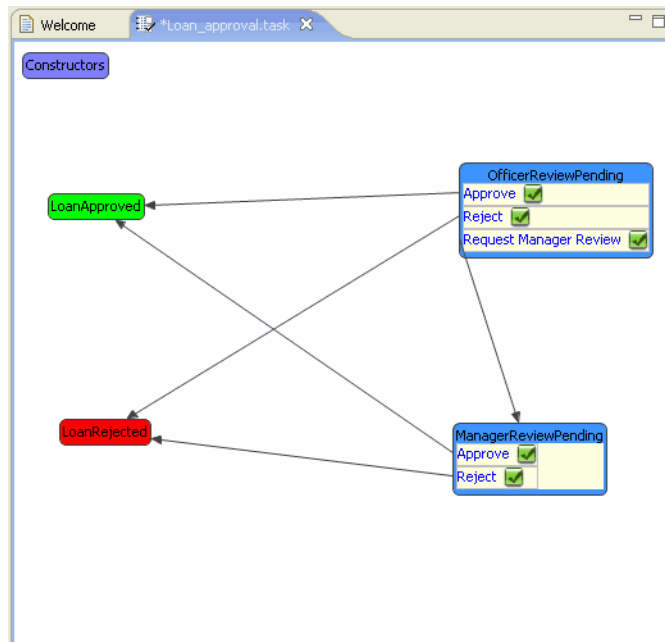 Welcome
*Loan_approval.task
Constructors
OfficerReviewPending
Approve
LoanApproved
Reject
Request Manager Review
LoanRejected
ManagerReviewPending
Approve
Reject